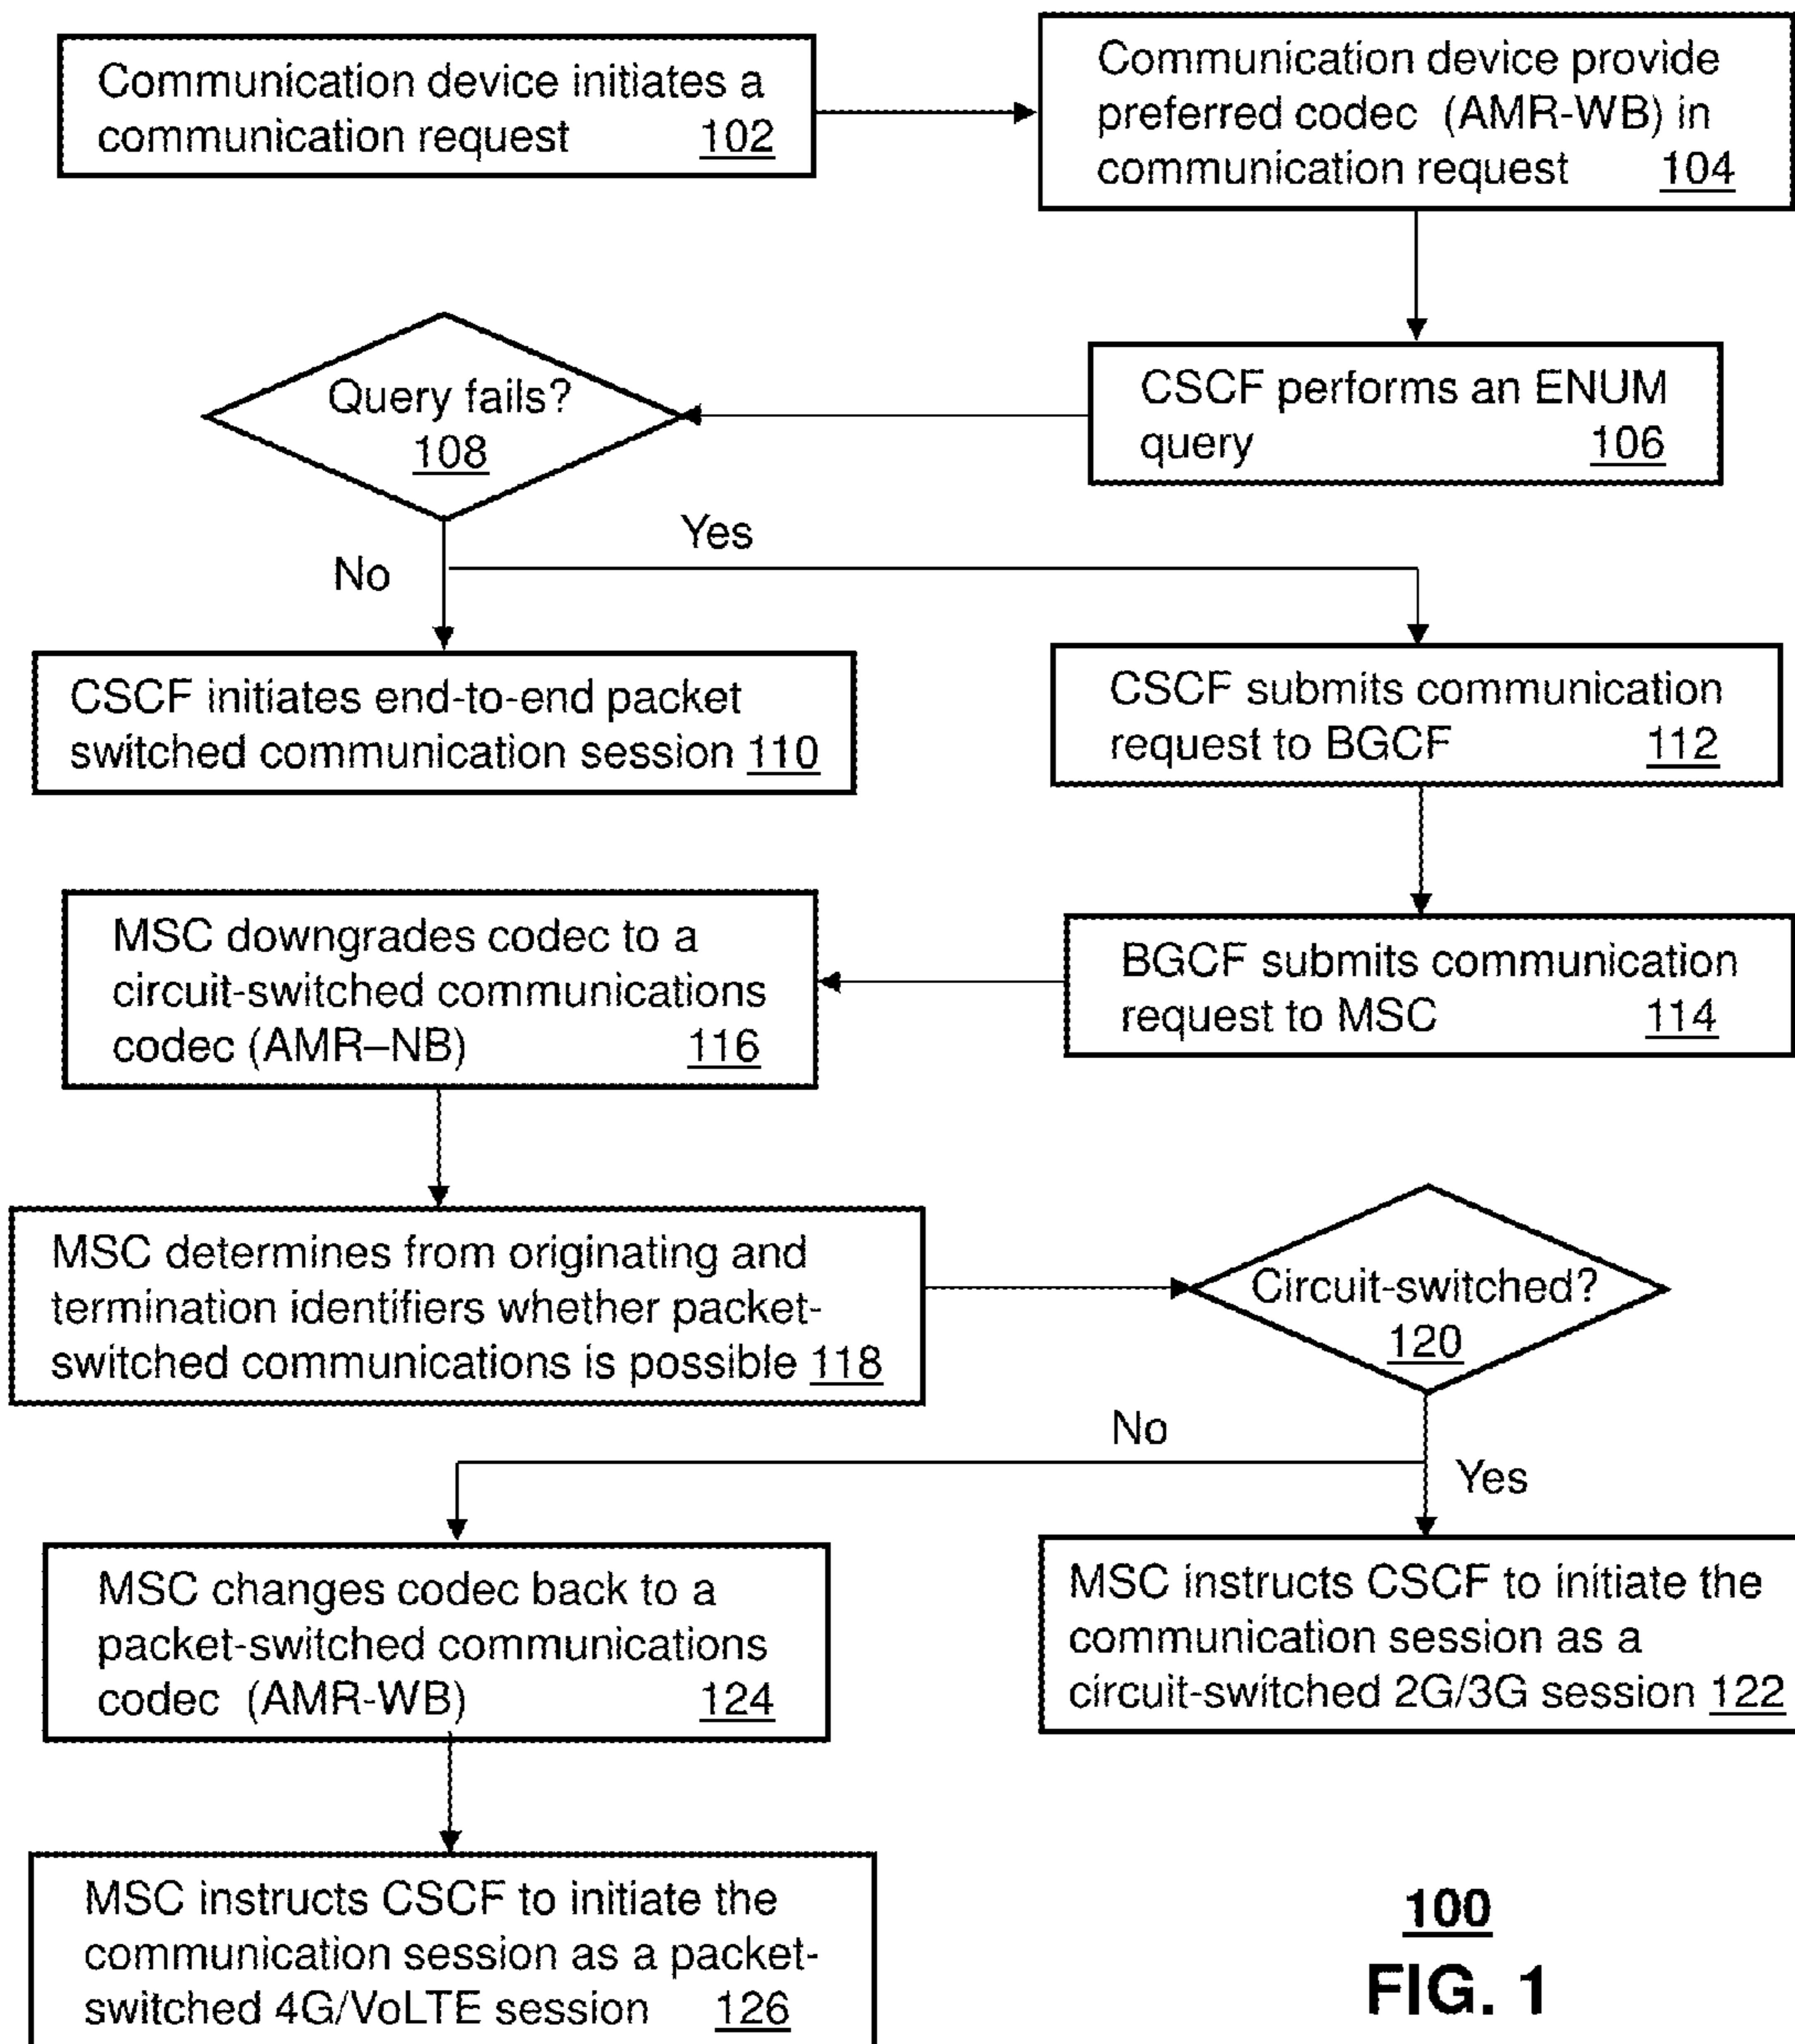 Communication device initiates a
communication request 102
Communication device provide
preferred codec (AMR-WB) in
communication request 104
CSCF performs an ENUM
query 106
Query fails?
108
Yes
No
CSCF initiates end-to-end packet
switched communication session 110
CSCF submits communication
request to BGCF 112
BGCF submits communication
request to MSC 114
MSC downgrades codec to a
circuit-switched communications
codec (AMR–NB) 116
MSC determines from originating and
termination identifiers whether packet-
switched communications is possible 118
Circuit-switched?
120
No
Yes
MSC instructs CSCF to initiate the
communication session as a
circuit-switched 2G/3G session 122
MSC changes codec back to a
packet-switched communications
codec (AMR-WB) 124
MSC instructs CSCF to initiate the
communication session as a packet-
switched 4G/VoLTE session 126
100
FIG. 1